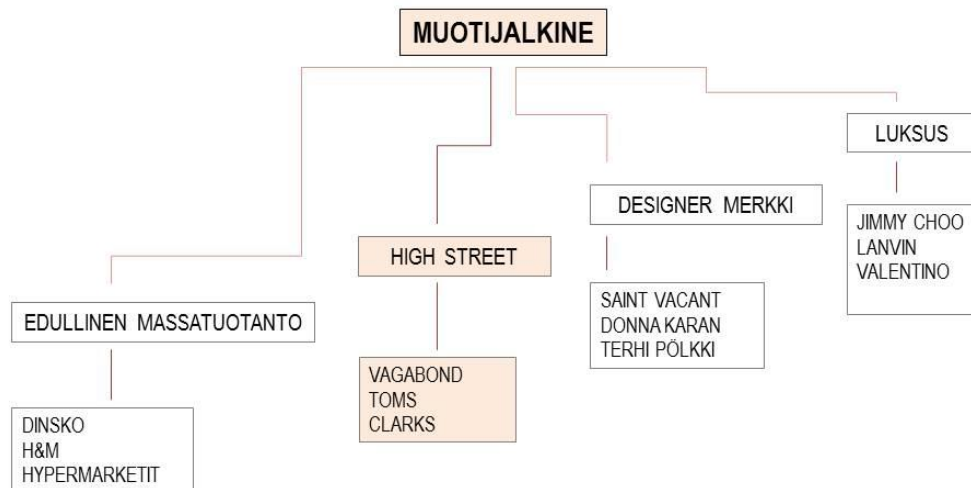 MUOTIJALKINE
LUKSUS
JIMMY CHOO
LANVIN
VALENTINO
DESIGNER MERKKI
SAINT VACANT
DONNA KARAN
TERHI PÖLKKI
HIGH STREET
VAGABOND
TOMS
CLARKS
EDULLINEN MASSATUOTANTO
DINSKO
H&M
HYPERMARKETIT